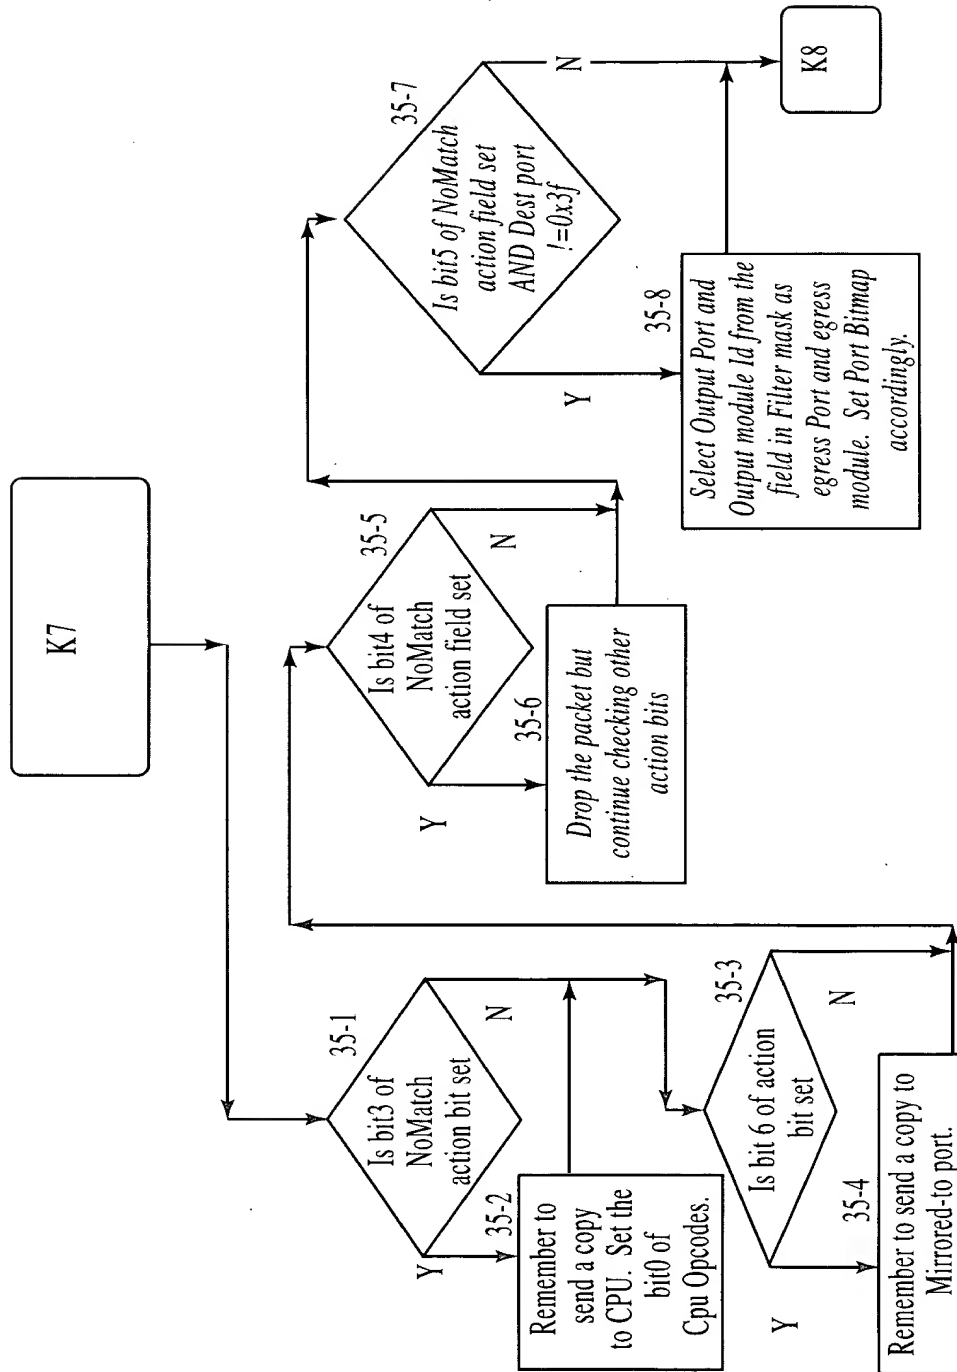 K7
35-1
Is bit3 of
NoMatch
action bit set
Y
N
35-2
Remember to
send a copy
to CPU. Set the
bit0 of
Cpu Opcodes.
35-3
Is bit 6 of action
bit set
Y
N
35-4
Remember to send a copy to
Mirrored-to port.
35-5
Is bit4 of
NoMatch
action field set
Y
N
35-6
Drop the packet but
continue checking other
action bits
35-7
Is bit5 of NoMatch
action field set
AND Dest port
!=0x3f
Y
N
35-8
Select Output Port and
Output module Id from the
field in Filter mask as
egress Port and egress
module. Set Port Bitmap
accordingly.
K8